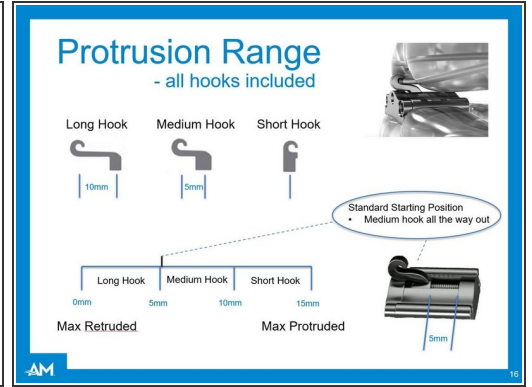 Protrusion Range
- all hooks included
Long Hook Medium Hook Short Hook
10mm 5mm
Standard Starting Position
• Medium hook all the way out
Long Hook Medium Hook Short Hook
0mm 5mm 10mm 15mm
Max Retruded Max Protruded
5mm
AM
16